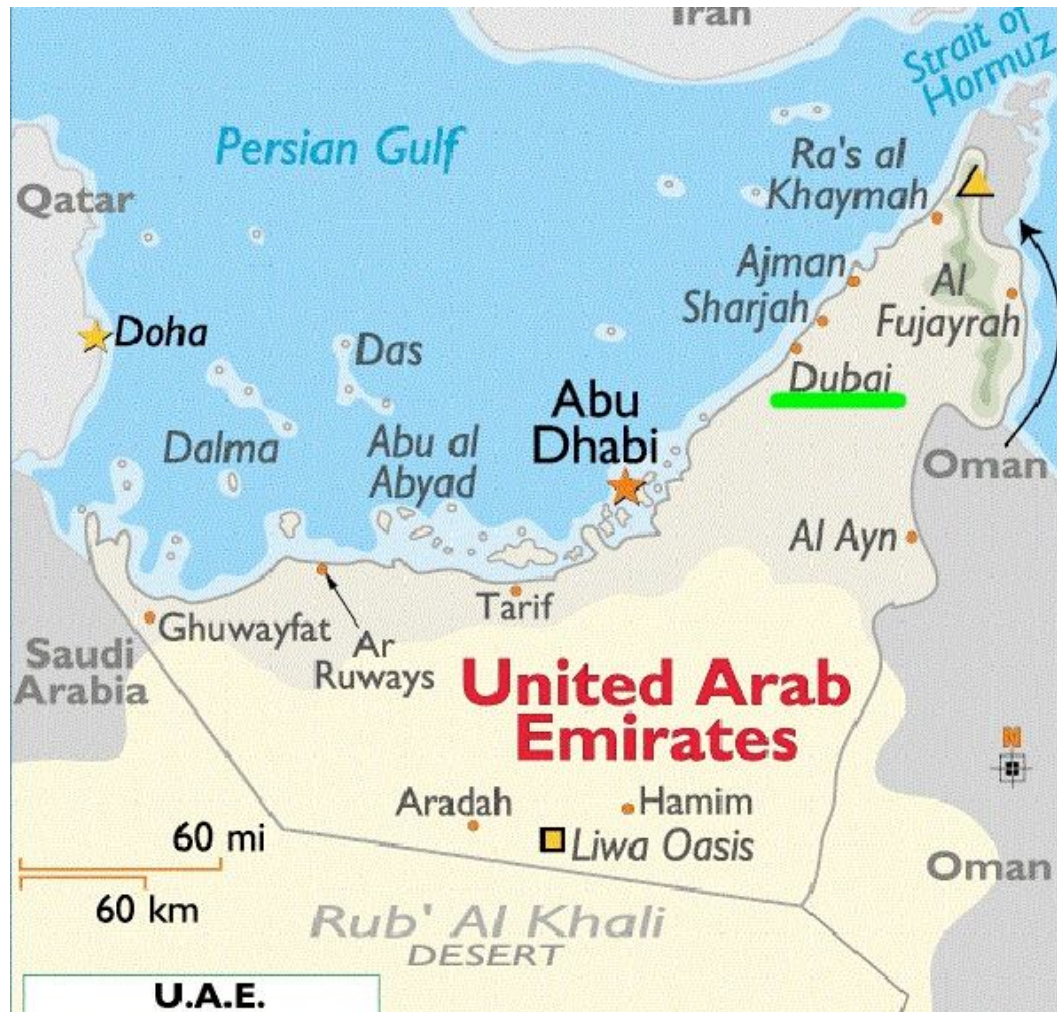 Iran
Strait of
Hormuz
Persian Gulf
Ra's al
Khaymah
Qatar
Ajman
Al
Sharjah
Fujayrah
Doha
Das
Dubai
Abu
Dhabi
Dalma
Abu al
Abyad
Oman
Al Ayn
Tarif
Ghuwayfat
Ar
Ruways
Saudi
Arabia
United Arab
Emirates
N
Aradah
Hamim
60 mi
Liwa Oasis
Oman
60 km
Rub' Al Khali
DESERT
U.A.E.